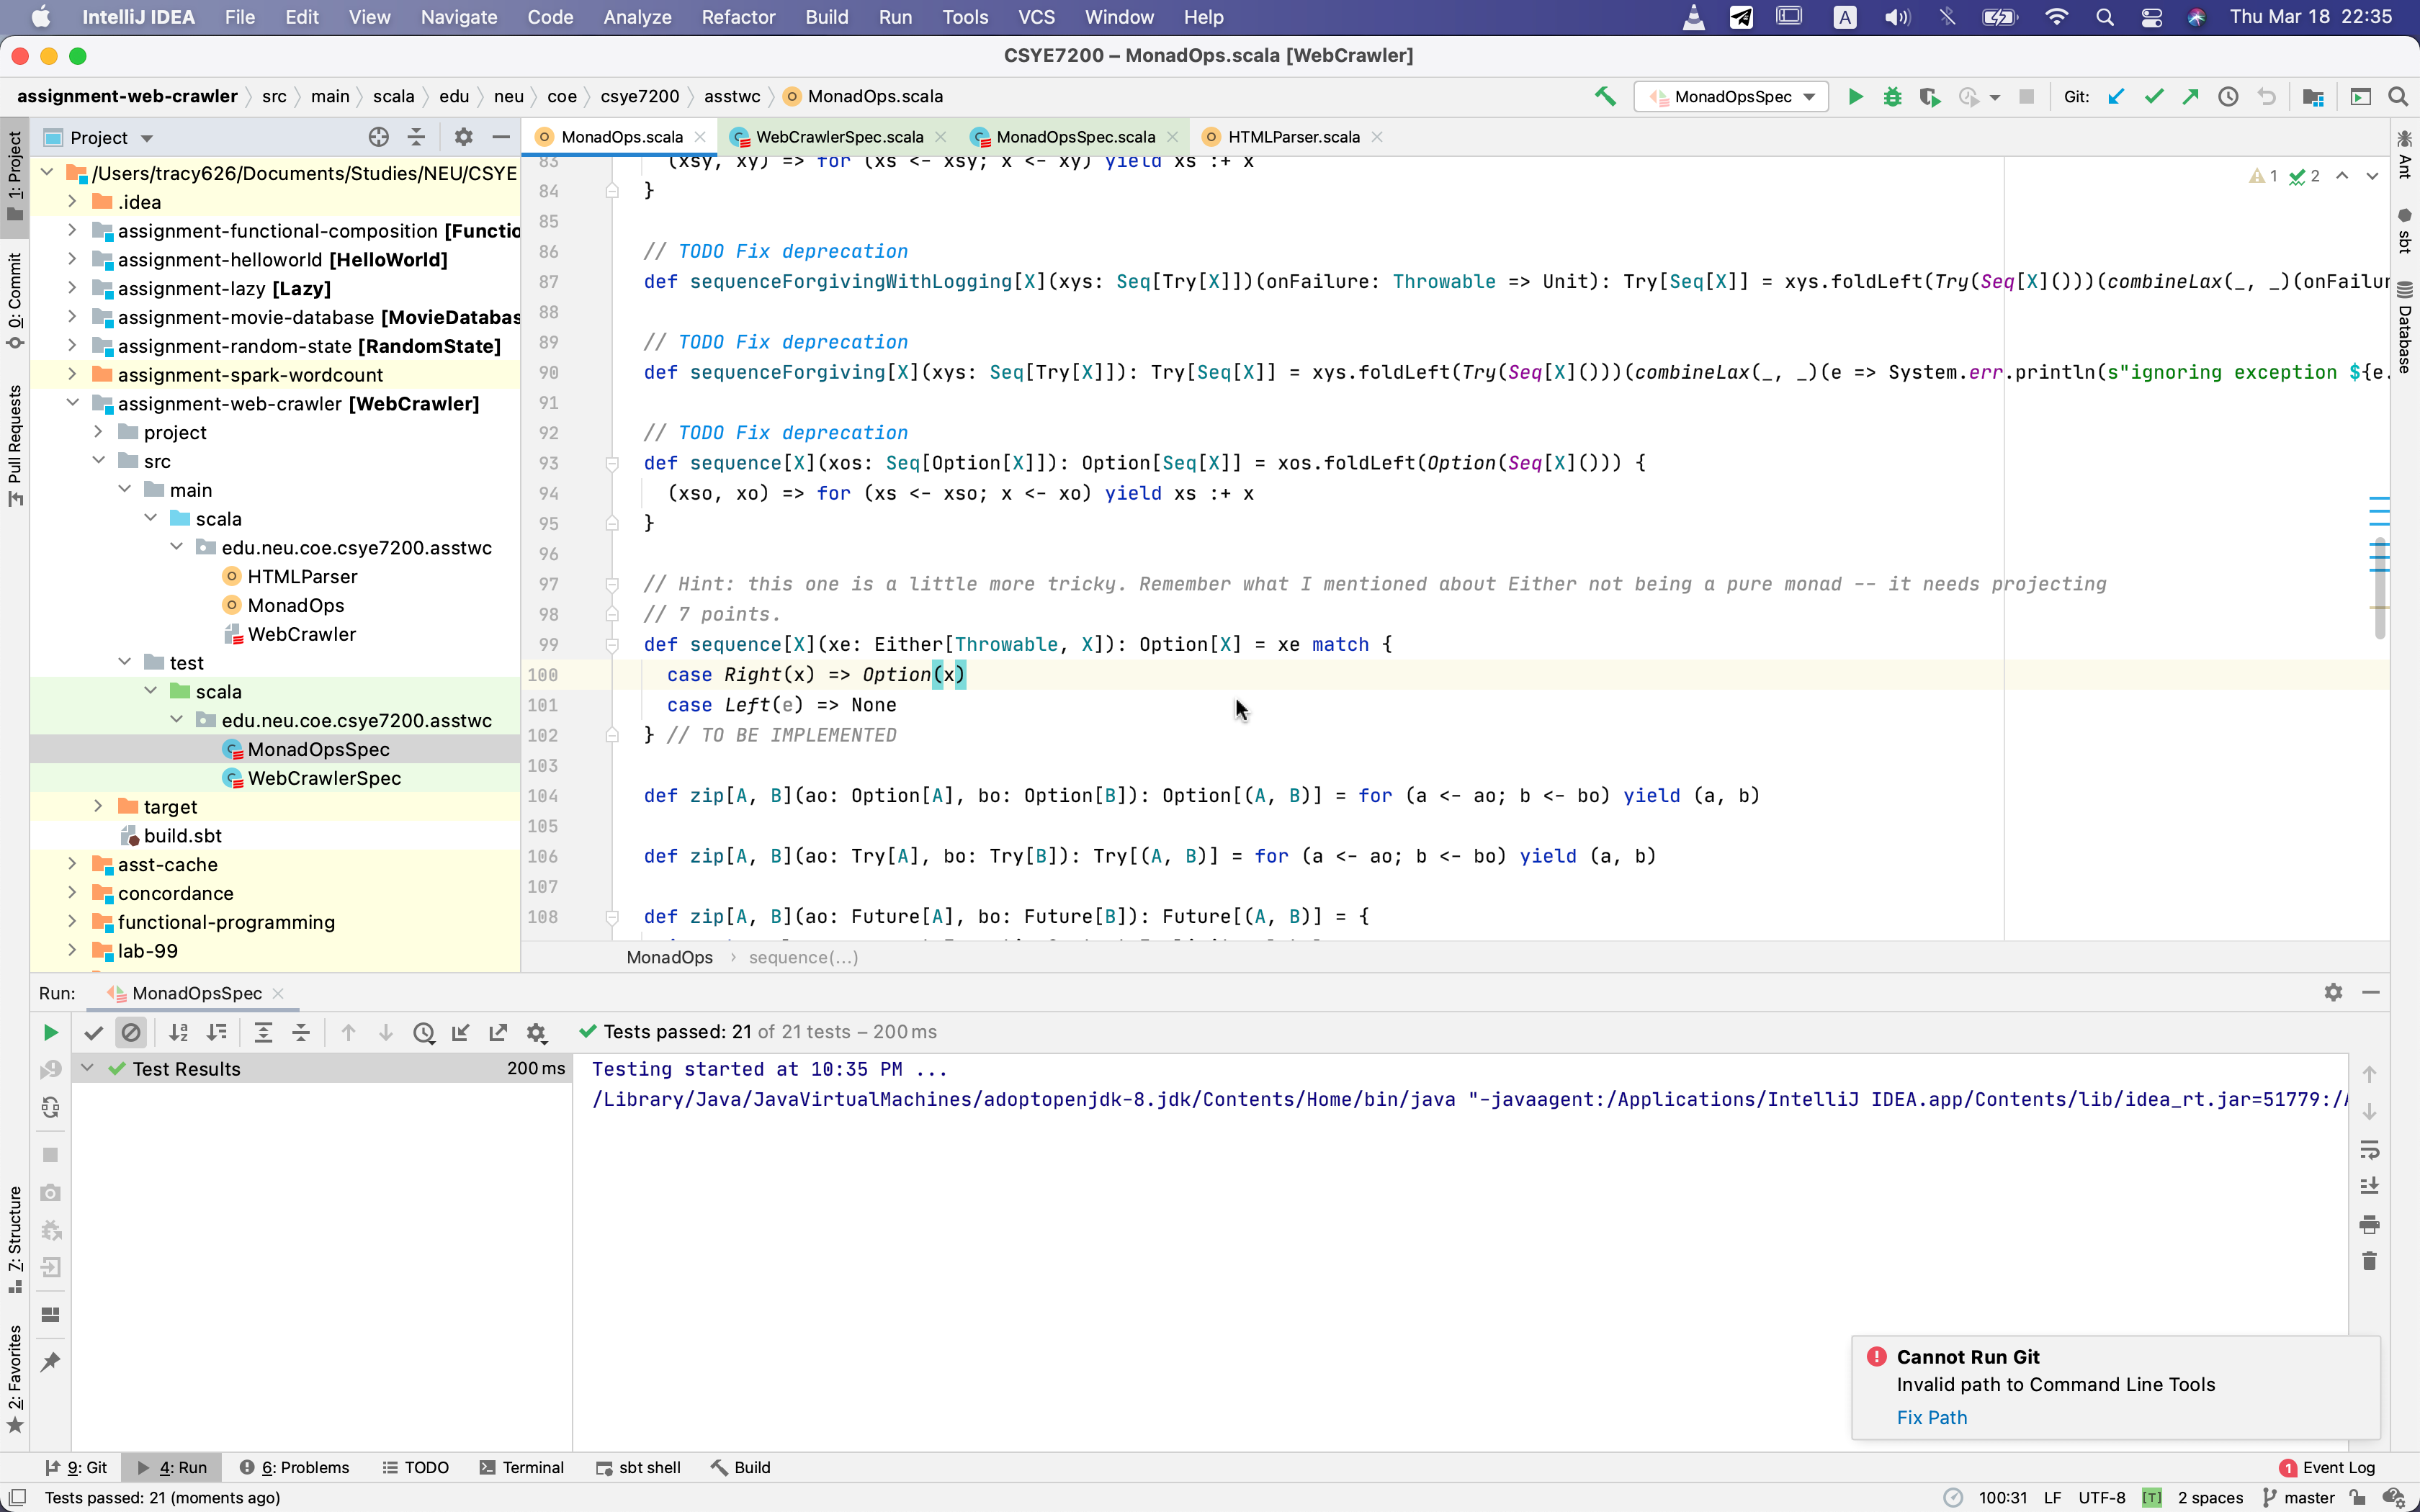 IntelliJ IDEA File Edit View Navigate Code Analyze Refactor Build Run Tools VCS Window Help A Thu Mar 18 22:35
CSYE7200 – MonadOps.scala [WebCrawler]
assignment-web-crawler src main scala edu neu coe csye7200 asstwc MonadOps.scala MonadOpsSpec Git:
1: Project
0: Commit
Pull Requests
7: Structure
2: Favorites
Project
/Users/tracy626/Documents/Studies/NEU/CSYE
.idea
assignment-functional-composition [Functio
assignment-helloworld [HelloWorld]
assignment-lazy [Lazy]
assignment-movie-database [MovieDatabas
assignment-random-state [RandomState]
assignment-spark-wordcount
assignment-web-crawler [WebCrawler]
project
src
main
scala
edu.neu.coe.csye7200.asstwc
HTMLParser
MonadOps
WebCrawler
test
scala
edu.neu.coe.csye7200.asstwc
MonadOpsSpec
WebCrawlerSpec
target
build.sbt
asst-cache
concordance
functional-programming
lab-99
MonadOps.scala WebCrawlerSpec.scala MonadOpsSpec.scala HTMLParser.scala
1 2
83 (xsy, xy) => for (xs <- xsy; x <- xy) yield xs :+ x
84 }
85
86 // TODO Fix deprecation
87 def sequenceForgivingWithLogging[X](xys: Seq[Try[X]])(onFailure: Throwable => Unit): Try[Seq[X]] = xys.foldLeft(Try(Seq[X]()))(combineLax(_, _)(onFailur
88
89 // TODO Fix deprecation
90 def sequenceForgiving[X](xys: Seq[Try[X]]): Try[Seq[X]] = xys.foldLeft(Try(Seq[X]()))(combineLax(_, _)(e => System.err.println(s"ignoring exception ${e.
91
92 // TODO Fix deprecation
93 def sequence[X](xos: Seq[Option[X]]): Option[Seq[X]] = xos.foldLeft(Option(Seq[X]())) {
94 (xso, xo) => for (xs <- xso; x <- xo) yield xs :+ x
95 }
96
97 // Hint: this one is a little more tricky. Remember what I mentioned about Either not being a pure monad -- it needs projecting
98 // 7 points.
99 def sequence[X](xe: Either[Throwable, X]): Option[X] = xe match {
100 case Right(x) => Option(x)
101 case Left(e) => None
102 } // TO BE IMPLEMENTED
103
104 def zip[A, B](ao: Option[A], bo: Option[B]): Option[(A, B)] = for (a <- ao; b <- bo) yield (a, b)
105
106 def zip[A, B](ao: Try[A], bo: Try[B]): Try[(A, B)] = for (a <- ao; b <- bo) yield (a, b)
107
108 def zip[A, B](ao: Future[A], bo: Future[B]): Future[(A, B)] = {
MonadOps sequence(...)
Ant
sbt
Database
Run: MonadOpsSpec
Tests passed: 21 of 21 tests – 200 ms
Test Results 200 ms
Testing started at 10:35 PM ...
/Library/Java/JavaVirtualMachines/adoptopenjdk-8.jdk/Contents/Home/bin/java "-javaagent:/Applications/IntelliJ IDEA.app/Contents/lib/idea_rt.jar=51779:/A
Cannot Run Git
Invalid path to Command Line Tools
Fix Path
9: Git 4: Run 6: Problems TODO Terminal sbt shell Build 1 Event Log
Tests passed: 21 (moments ago) 100:31 LF UTF-8 [T] 2 spaces master